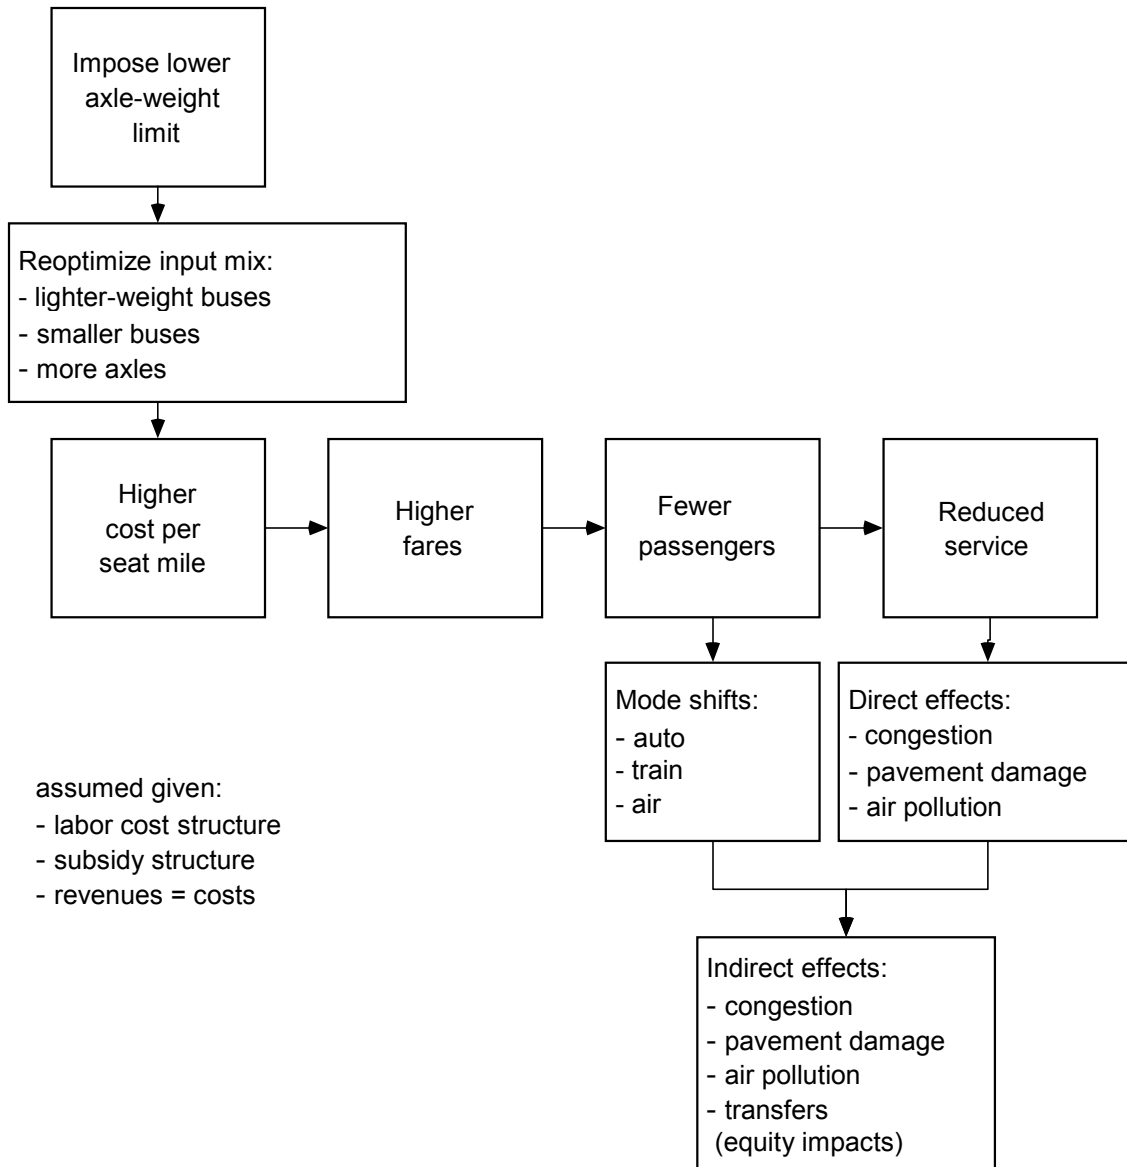 Impose lower
axle-weight
limit
Reoptimize input mix:
- lighter-weight buses
- smaller buses
- more axles
Higher
cost per
seat mile
Higher
fares
Fewer
passengers
Reduced
service
Mode shifts:
- auto
- train
- air
Direct effects:
- congestion
- pavement damage
- air pollution
assumed given:
- labor cost structure
- subsidy structure
- revenues = costs
Indirect effects:
- congestion
- pavement damage
- air pollution
- transfers
(equity impacts)